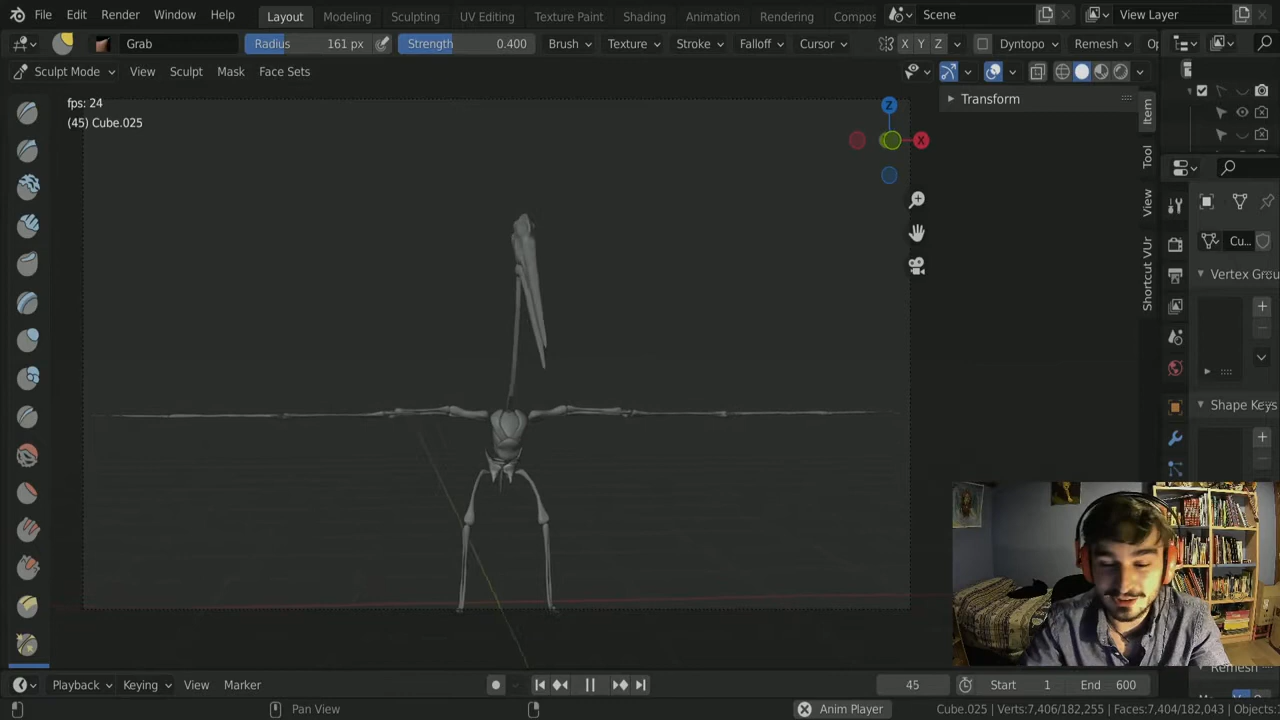 File Edit Render Window Help Layout Modeling Sculpting UV Editing Texture Paint Shading Animation Rendering Compos Scene View Layer
Grab Radius 161 px Strength 0.400 Brush Texture Stroke Falloff Cursor X Y Z Dyntopo Remesh Op
Sculpt Mode View Sculpt Mask Face Sets
fps: 24
(45) Cube.025
Z
X
Transform
Item
Tool
View
Shortcut VUr
Cu...
Vertex Grou
Shape Keys
Remesh
Playback Keying View Marker 45 Start 1 End 600
Pan View Anim Player Cube.025 | Verts:7,406/182,255 | Faces:7,404/182,043 | Objects: